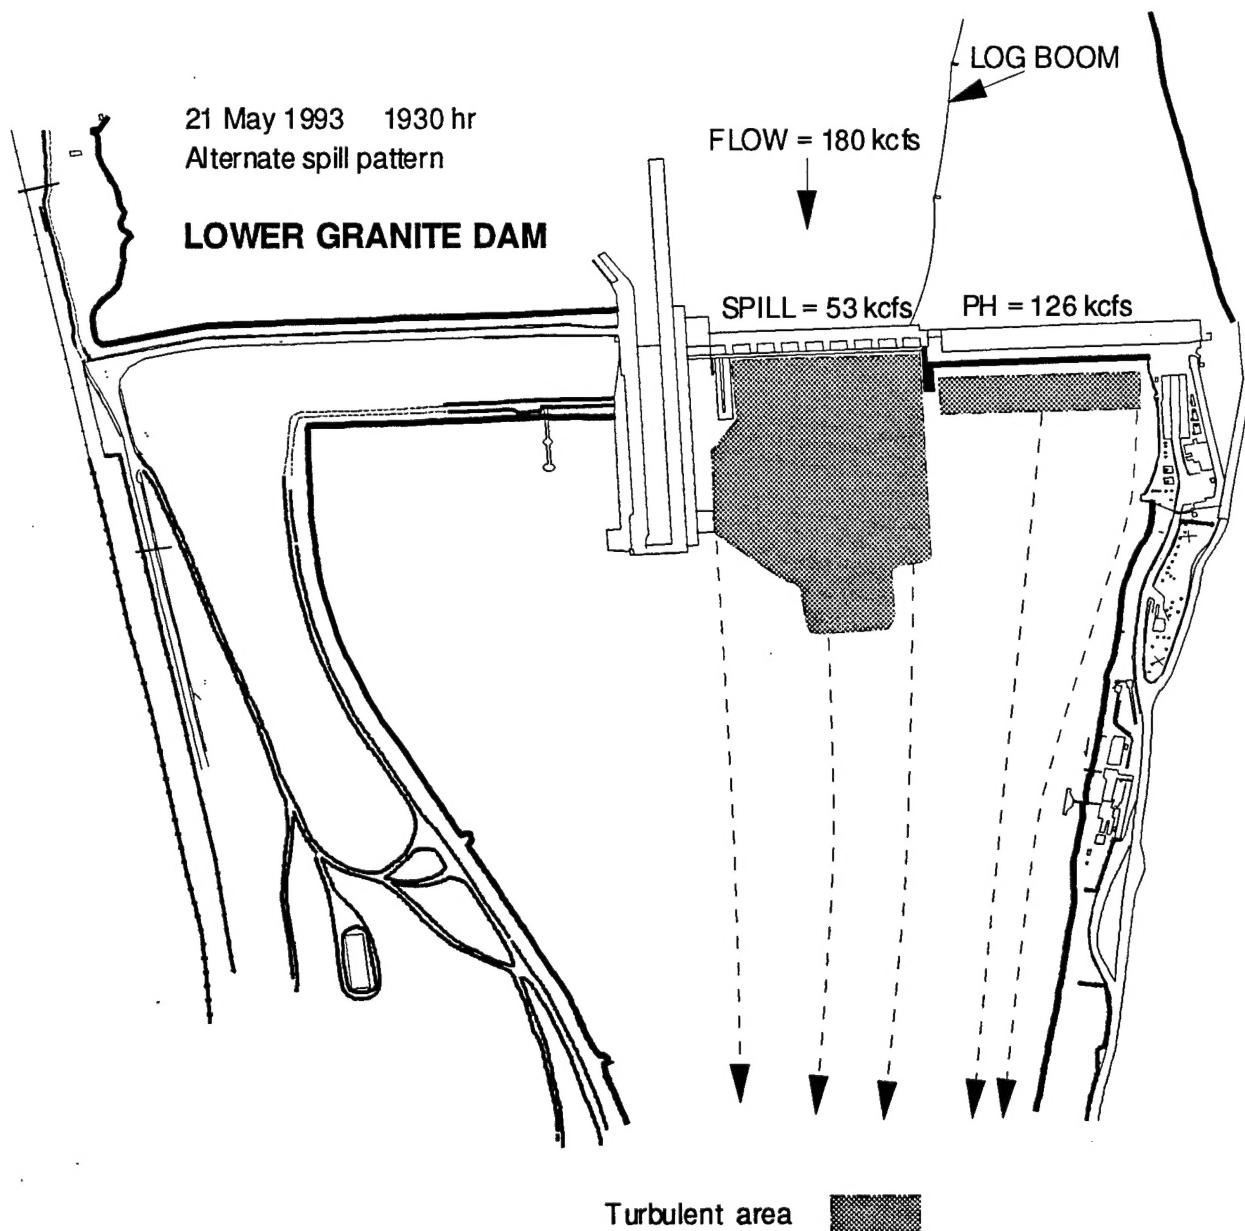 LOG BOOM
21 May 1993 1930 hr
Alternate spill pattern
FLOW = 180 kcfs
LOWER GRANITE DAM
SPILL = 53 kcfs
PH = 126 kcfs
Turbulent area